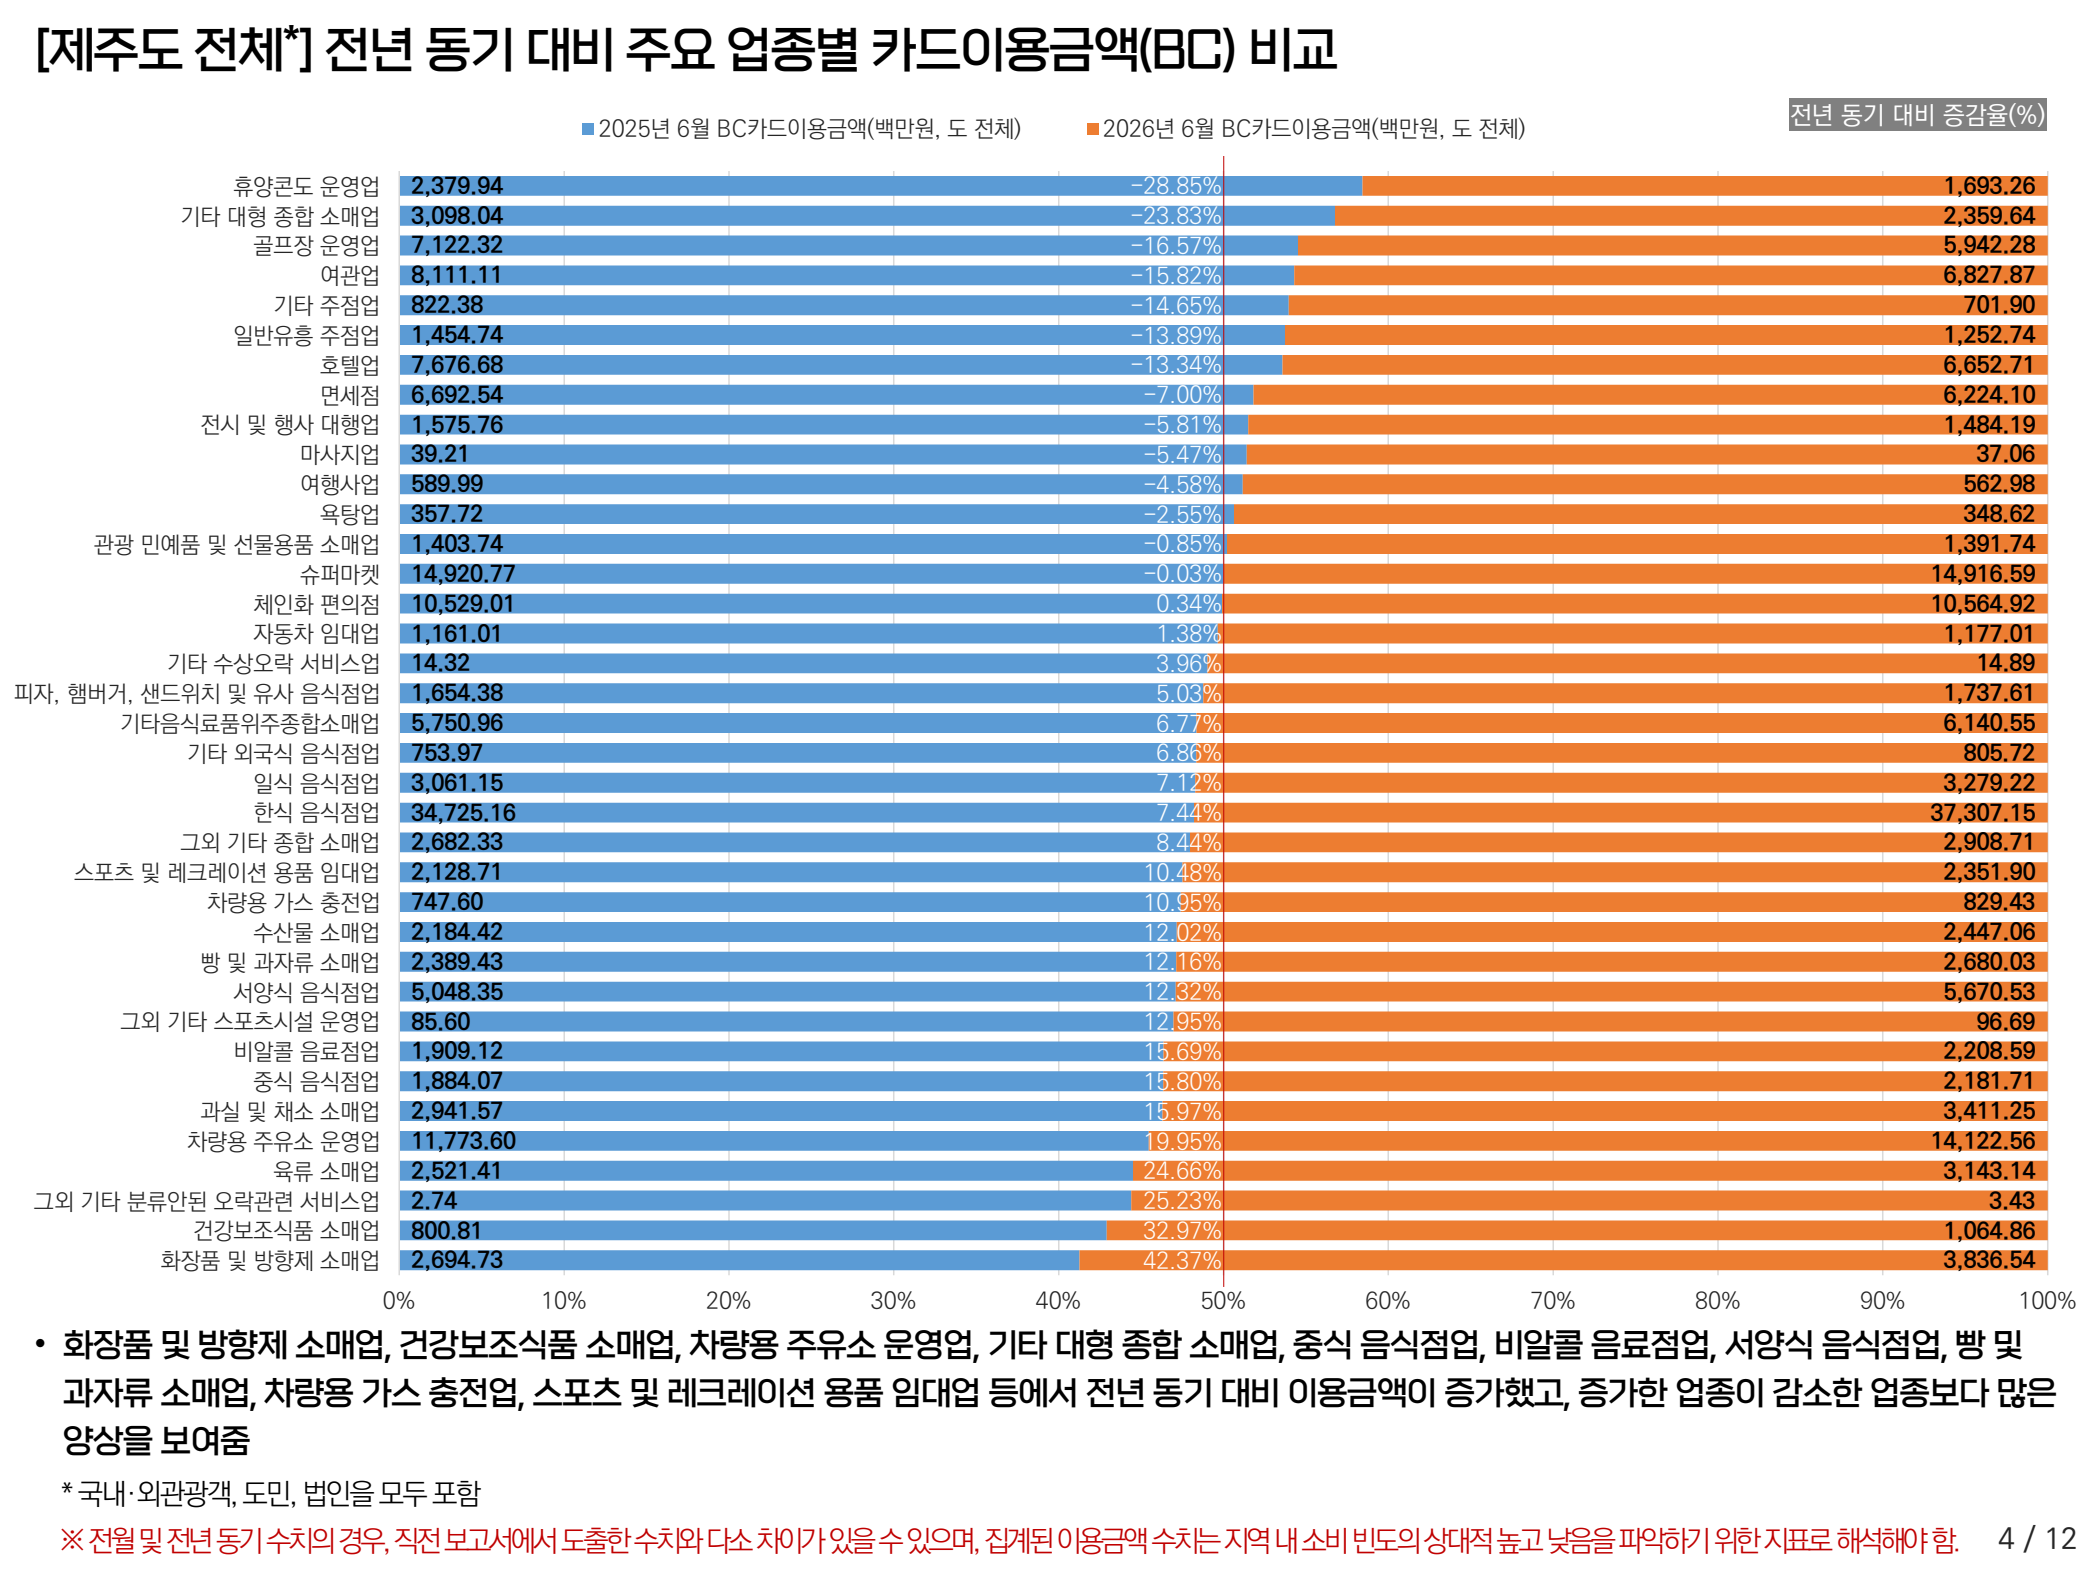 [제주도 전체*] 전년 동기 대비 주요 업종별 카드이용금액(BC) 비교
전년 동기 대비 증감율(%)
2025년 6월 BC카드이용금액(백만원, 도 전체) 2026년 6월 BC카드이용금액(백만원, 도 전체)
휴양콘도 운영업 2,379.94 -28.85% 1,693.26
기타 대형 종합 소매업 3,098.04 -23.83% 2,359.64
골프장 운영업 7,122.32 -16.57% 5,942.28
여관업 8,111.11 -15.82% 6,827.87
기타 주점업 822.38 -14.65% 701.90
일반유흥 주점업 1,454.74 -13.89% 1,252.74
호텔업 7,676.68 -13.34% 6,652.71
면세점 6,692.54 -7.00% 6,224.10
전시 및 행사 대행업 1,575.76 -5.81% 1,484.19
마사지업 39.21 -5.47% 37.06
여행사업 589.99 -4.58% 562.98
욕탕업 357.72 -2.55% 348.62
관광 민예품 및 선물용품 소매업 1,403.74 -0.85% 1,391.74
슈퍼마켓 14,920.77 -0.03% 14,916.59
체인화 편의점 10,529.01 0.34% 10,564.92
자동차 임대업 1,161.01 1.38% 1,177.01
기타 수상오락 서비스업 14.32 3.96% 14.89
피자, 햄버거, 샌드위치 및 유사 음식점업 1,654.38 5.03% 1,737.61
기타음식료품위주종합소매업 5,750.96 6.77% 6,140.55
기타 외국식 음식점업 753.97 6.86% 805.72
일식 음식점업 3,061.15 7.12% 3,279.22
한식 음식점업 34,725.16 7.44% 37,307.15
그외 기타 종합 소매업 2,682.33 8.44% 2,908.71
스포츠 및 레크레이션 용품 임대업 2,128.71 10.48% 2,351.90
차량용 가스 충전업 747.60 10.95% 829.43
수산물 소매업 2,184.42 12.02% 2,447.06
빵 및 과자류 소매업 2,389.43 12.16% 2,680.03
서양식 음식점업 5,048.35 12.32% 5,670.53
그외 기타 스포츠시설 운영업 85.60 12.95% 96.69
비알콜 음료점업 1,909.12 15.69% 2,208.59
중식 음식점업 1,884.07 15.80% 2,181.71
과실 및 채소 소매업 2,941.57 15.97% 3,411.25
차량용 주유소 운영업 11,773.60 19.95% 14,122.56
육류 소매업 2,521.41 24.66% 3,143.14
그외 기타 분류안된 오락관련 서비스업 2.74 25.23% 3.43
건강보조식품 소매업 800.81 32.97% 1,064.86
화장품 및 방향제 소매업 2,694.73 42.37% 3,836.54
0% 10% 20% 30% 40% 50% 60% 70% 80% 90% 100%
• 화장품 및 방향제 소매업, 건강보조식품 소매업, 차량용 주유소 운영업, 기타 대형 종합 소매업, 중식 음식점업, 비알콜 음료점업, 서양식 음식점업, 빵 및
과자류 소매업, 차량용 가스 충전업, 스포츠 및 레크레이션 용품 임대업 등에서 전년 동기 대비 이용금액이 증가했고, 증가한 업종이 감소한 업종보다 많은
양상을 보여줌
* 국내·외관광객, 도민, 법인을 모두 포함
※ 전월 및 전년 동기 수치의 경우, 직전 보고서에서 도출한 수치와 다소 차이가 있을 수 있으며, 집계된 이용금액 수치는 지역 내 소비 빈도의 상대적 높고 낮음을 파악하기 위한 지표로 해석해야 함.
4 / 12